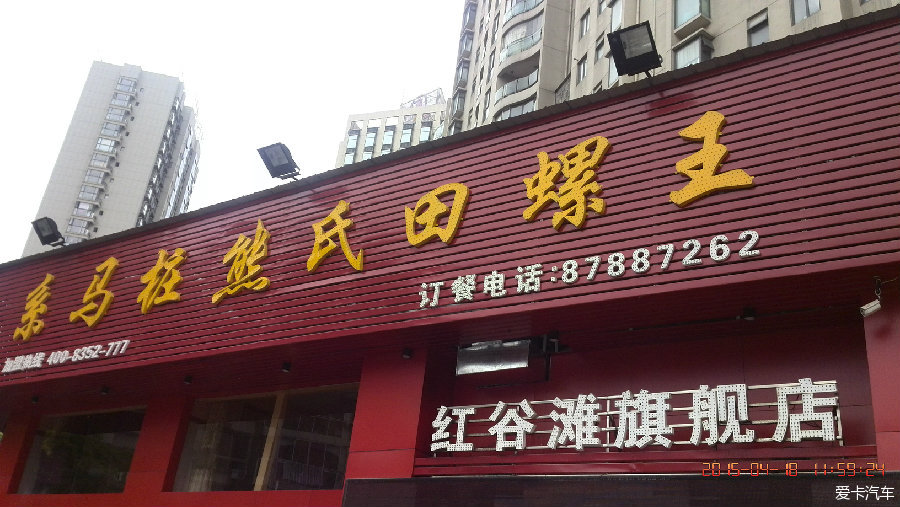 系马桩熊氏田螺王
订餐电话:87887262
加盟热线 400-8352-777
红谷滩旗舰店
2015-04-18 11:59:24
爱卡汽车